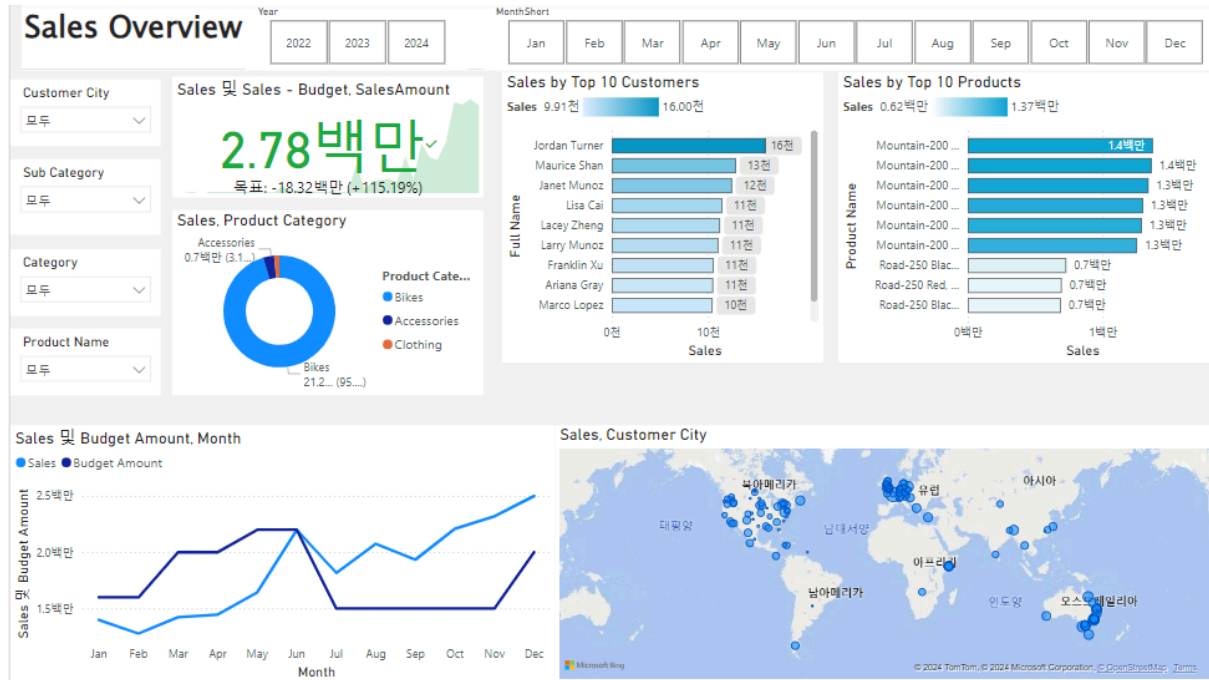 Sales Overview
Year
2022 2023 2024
MonthShort
Jan Feb Mar Apr May Jun Jul Aug Sep Oct Nov Dec
Customer City
모두
Sub Category
모두
Category
모두
Product Name
모두
Sales 및 Sales - Budget, SalesAmount
2.78백만
목표: -18.32백만 (+115.19%)
Sales, Product Category
Accessories
0.7백만 (3.1...)
Bikes
21.2... (95....)
Product Cate...
Bikes
Accessories
Clothing
Sales by Top 10 Customers
Sales 9.91천 16.00천
Full Name
Jordan Turner 16천
Maurice Shan 13천
Janet Munoz 12천
Lisa Cai 11천
Lacey Zheng 11천
Larry Munoz 11천
Franklin Xu 11천
Ariana Gray 11천
Marco Lopez 10천
0천 10천
Sales
Sales by Top 10 Products
Sales 0.62백만 1.37백만
Product Name
Mountain-200 ... 1.4백만
Mountain-200 ... 1.4백만
Mountain-200 ... 1.3백만
Mountain-200 ... 1.3백만
Mountain-200 ... 1.3백만
Mountain-200 ... 1.3백만
Road-250 Blac... 0.7백만
Road-250 Red, ... 0.7백만
Road-250 Blac... 0.7백만
0백만 1백만
Sales
Sales 및 Budget Amount, Month
Sales Budget Amount
Sales 및 Budget Amount
2.5백만
2.0백만
1.5백만
Jan Feb Mar Apr May Jun Jul Aug Sep Oct Nov Dec
Month
Sales, Customer City
북아메리카
유럽
아시아
태평양
남대서양
아프리카
남아메리카
인도양
오스트레일리아
Microsoft Bing
© 2024 TomTom, © 2024 Microsoft Corporation, © OpenStreetMap Terms